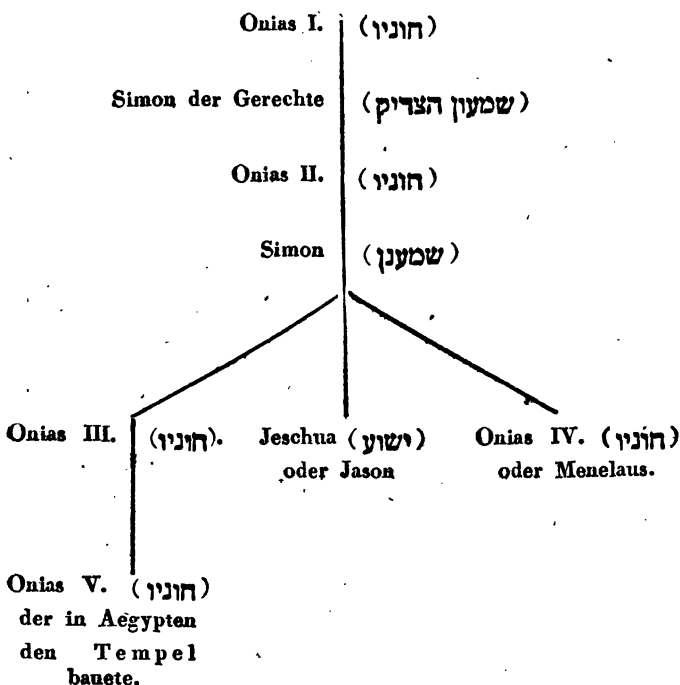 Onias I. (חוניו)
Simon der Gerechte (שמעון הצדיק)
Onias II. (חוניו)
Simon (שמענן)
Onias III. (חוניו). Jeschua (ישוע) Onias IV. (חוניו)
oder Jason oder Menelaus.
Onias V. (חוניו)
der in Aegypten
den Tempel
bauete.